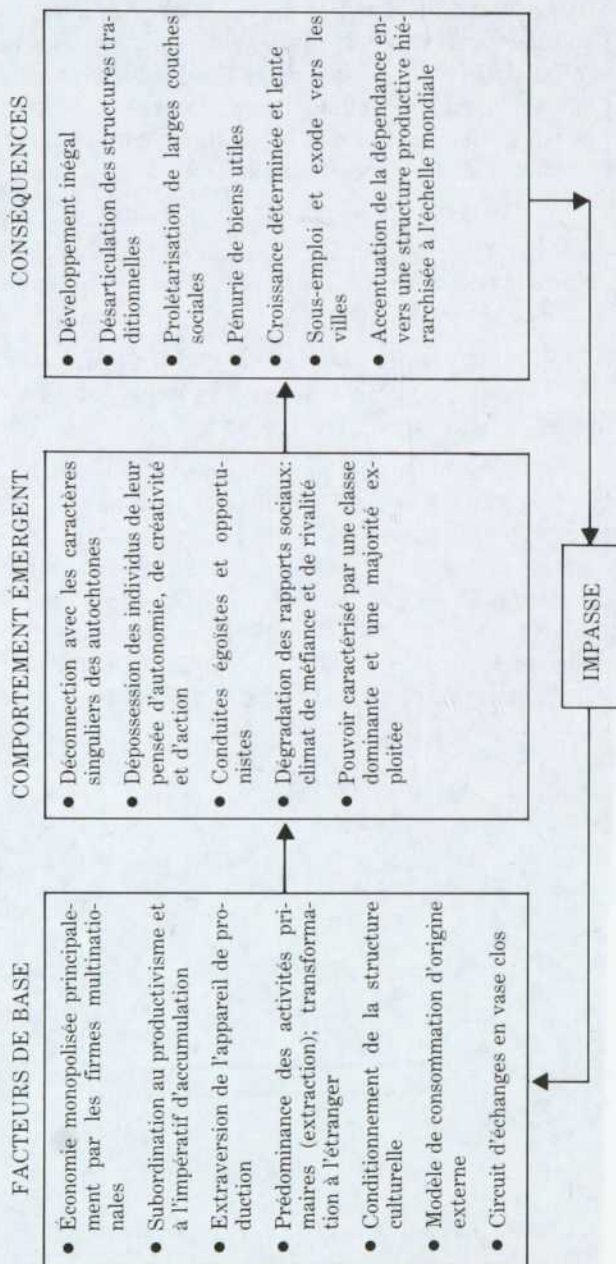 FACTEURS DE BASE
• Économie monopolisée principale-
ment par les firmes multinatio-
nales
• Subordination au productivisme et
à l'impératif d'accumulation
• Extraversion de l'appareil de pro-
duction
• Prédominance des activités pri-
maires (extraction); transforma-
tion à l'étranger
• Conditionnement de la structure
culturelle
• Modèle de consommation d'origine
externe
• Circuit d'échanges en vase clos
COMPORTEMENT ÉMERGENT
• Déconnection avec les caractères
singuliers des autochtones
• Dépossession des individus de leur
pensée d'autonomie, de créativité
et d'action
• Conduites égoïstes et opportu-
nistes
• Dégradation des rapports sociaux:
climat de méfiance et de rivalité
• Pouvoir caractérisé par une classe
dominante et une majorité ex-
ploitée
CONSÉQUENCES
• Développement inégal
• Désarticulation des structures tra-
ditionnelles
• Prolétarisation de larges couches
sociales
• Pénurie de biens utiles
• Croissance déterminée et lente
• Sous-emploi et exode vers les
villes
• Accentuation de la dépendance en-
vers une structure productive hié-
rarchisée à l'échelle mondiale
IMPASSE